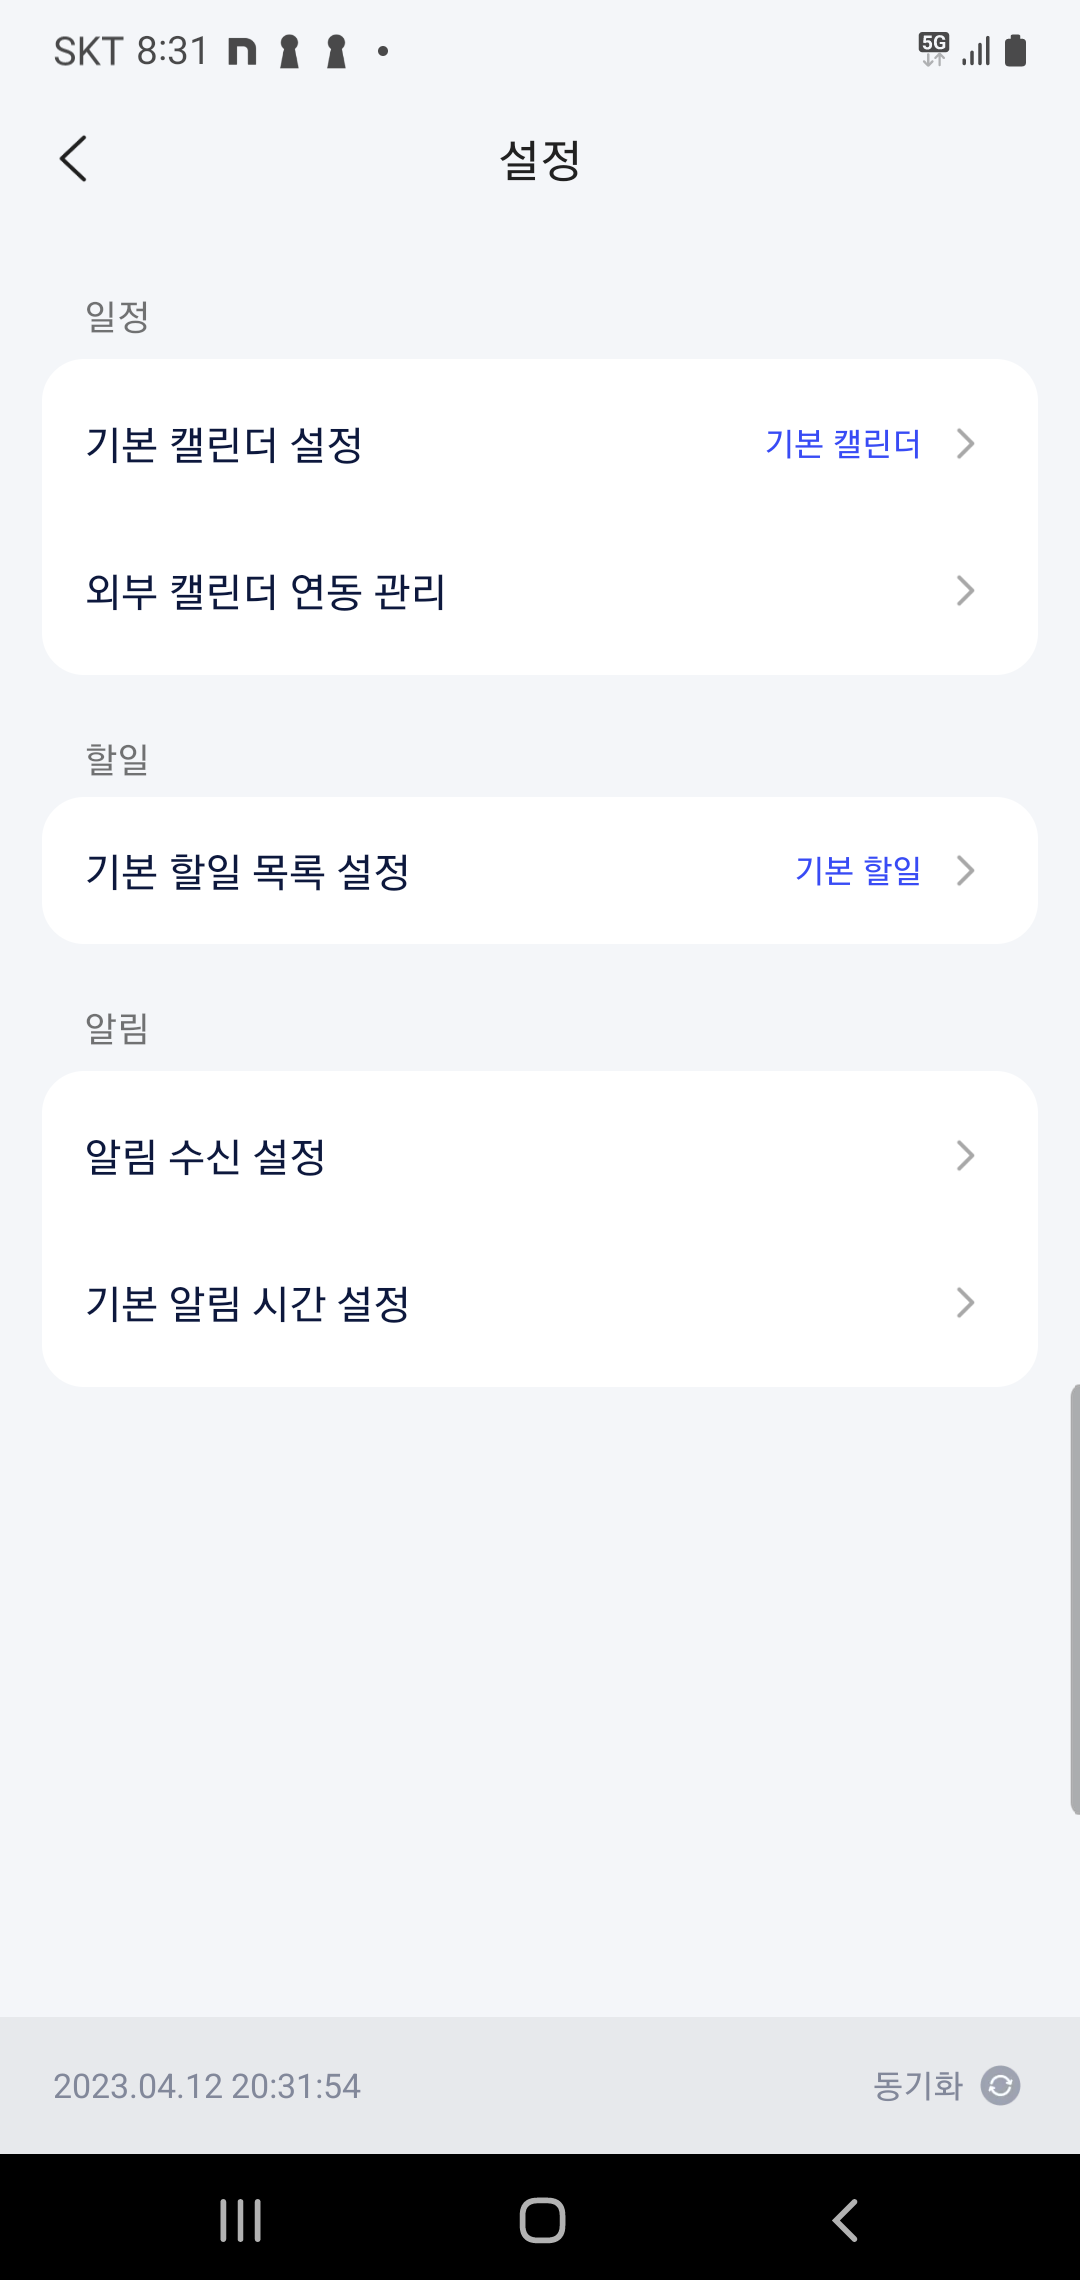 SKT 8:31
5G
설정
일정
기본 캘린더 설정 기본 캘린더
외부 캘린더 연동 관리
할일
기본 할일 목록 설정 기본 할일
알림
알림 수신 설정
기본 알림 시간 설정
2023.04.12 20:31:54 동기화